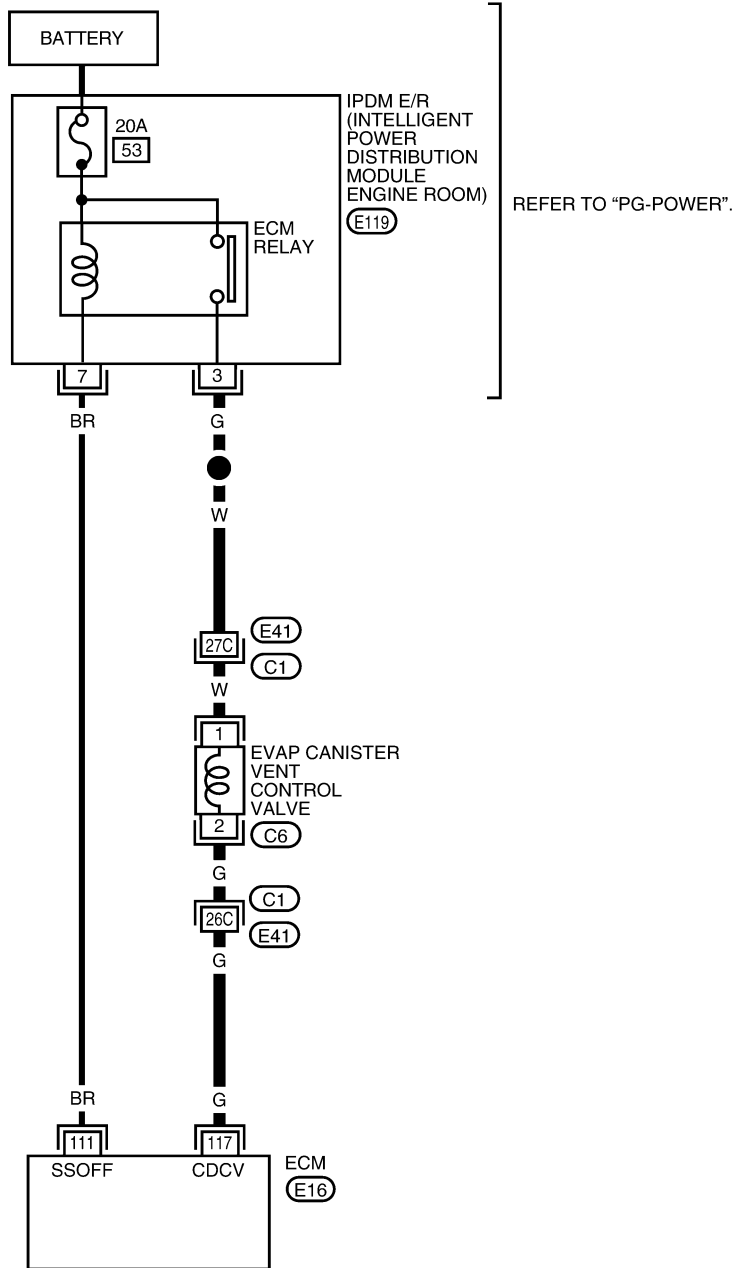 BATTERY
20A
53
IPDM E/R
(INTELLIGENT
POWER
DISTRIBUTION
MODULE
ENGINE ROOM)
E119
REFER TO “PG-POWER”.
ECM
RELAY
7
3
BR
G
W
E41
27C
C1
W
1
EVAP CANISTER
VENT
CONTROL
VALVE
2
C6
G
C1
26C
E41
G
BR
G
111
117
SSOFF
CDCV
ECM
E16